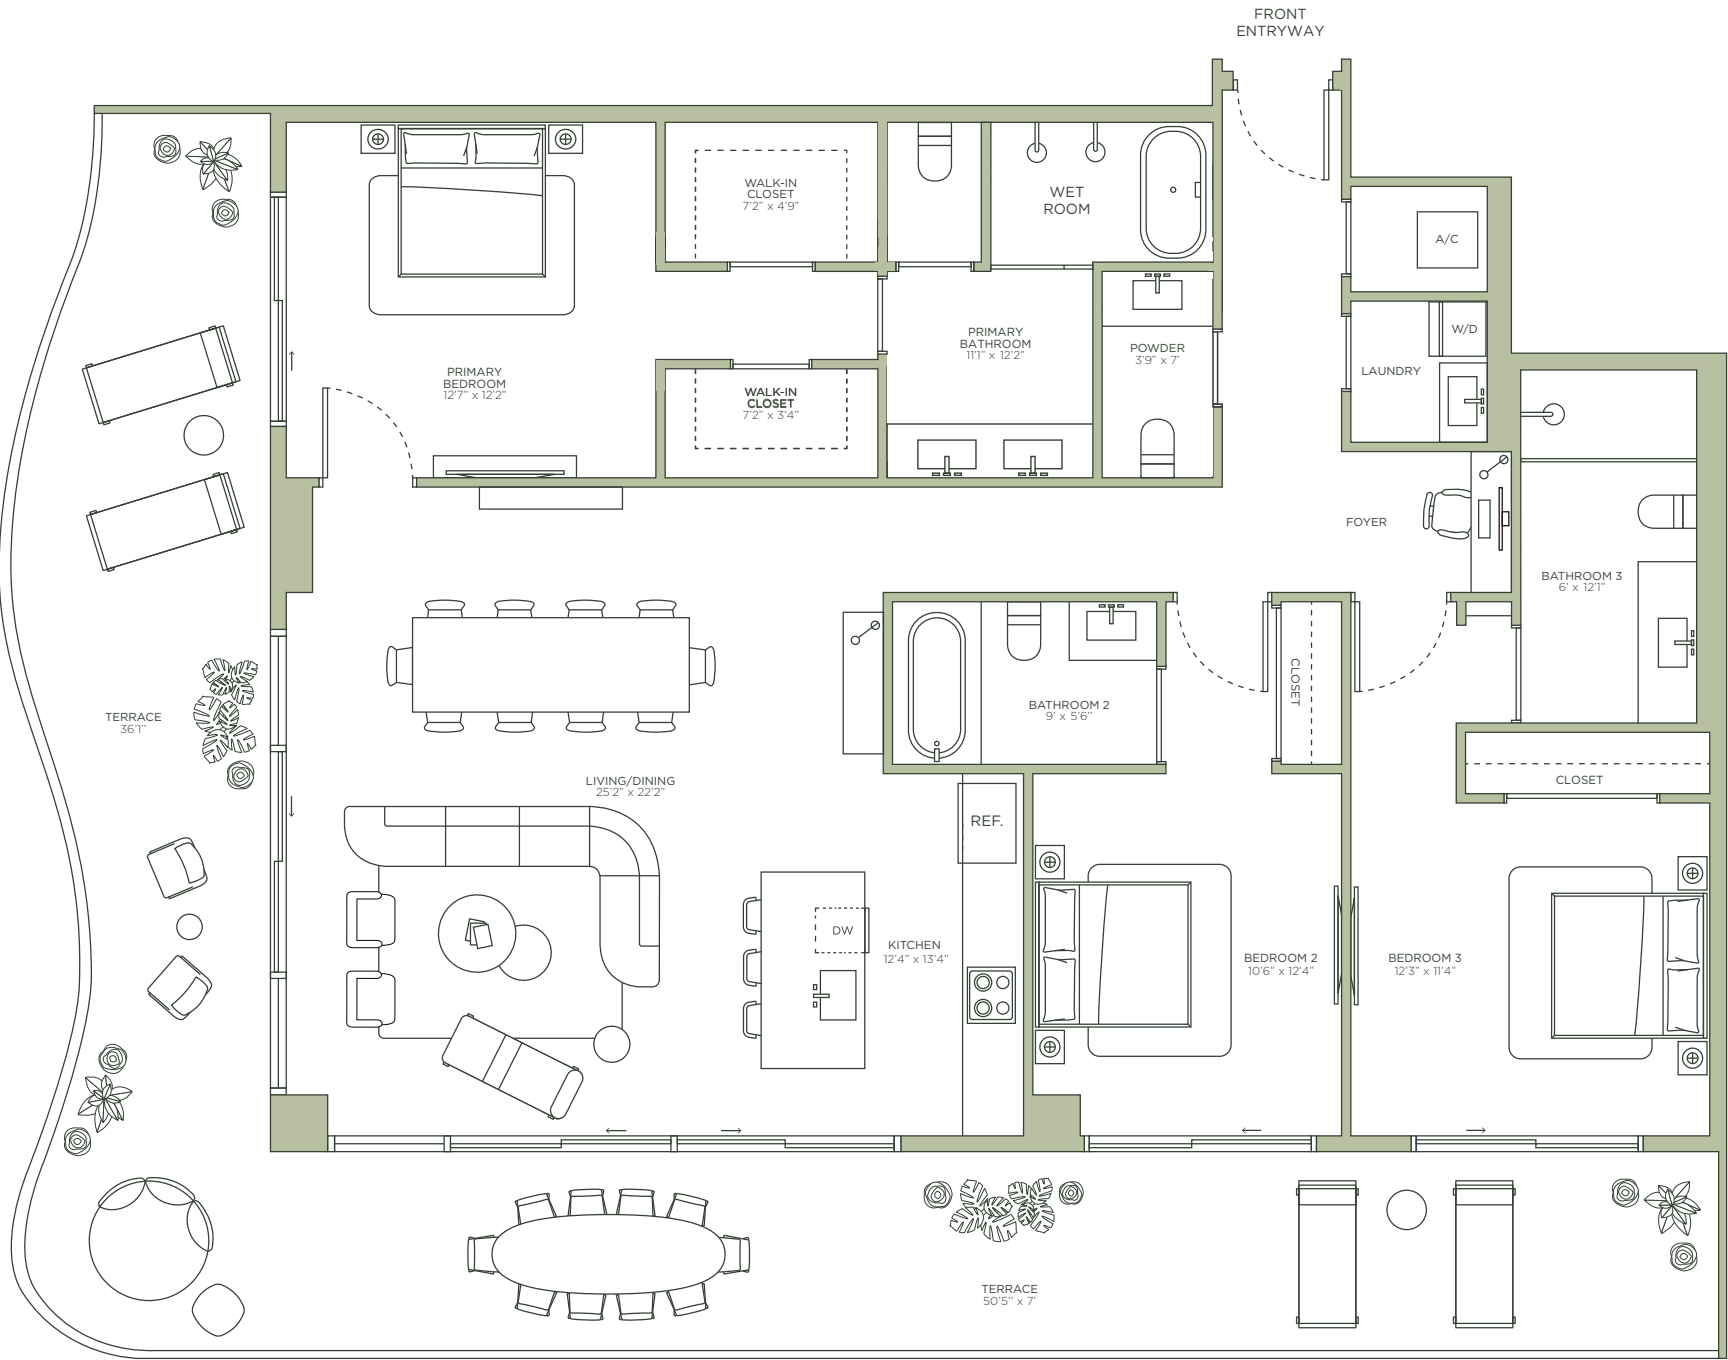 FRONT
ENTRYWAY
WALK-IN
CLOSET
7'2" x 4'9"
WET
ROOM
A/C
PRIMARY
BATHROOM
11'1" x 12'2"
POWDER
3'9" x 7'
W/D
LAUNDRY
PRIMARY
BEDROOM
12'7" x 12'2"
WALK-IN
CLOSET
7'2" x 3'4"
FOYER
BATHROOM 3
6' x 12'1"
CLOSET
BATHROOM 2
9' x 5'6"
TERRACE
36'1"
LIVING/DINING
25'2" x 22'2"
CLOSET
REF.
DW
KITCHEN
12'4" x 13'4"
BEDROOM 2
10'6" x 12'4"
BEDROOM 3
12'3" x 11'4"
TERRACE
50'5" x 7'